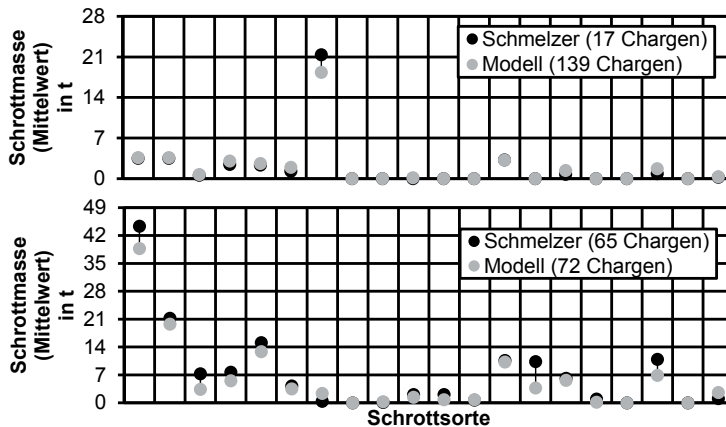 Schrottmasse
(Mittelwert)
in t
28
21
14
7
0
Schmelzer (17 Chargen)
Modell (139 Chargen)
Schrottmasse
(Mittelwert)
in t
49
42
35
28
21
14
7
0
Schmelzer (65 Chargen)
Modell (72 Chargen)
Schrottsorte